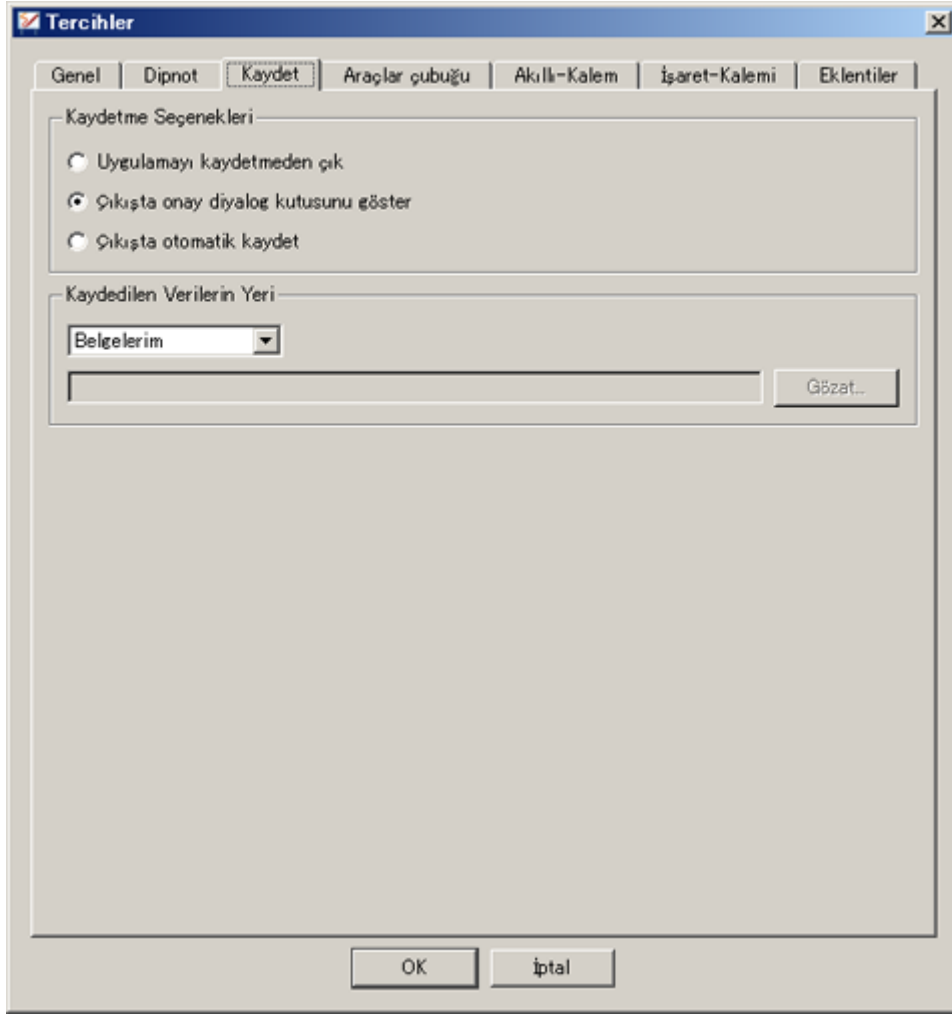 Tercihler
Genel Dipnot Kaydet Araçlar çubuğu Akıllı-Kalem İşaret-Kalemi Eklentiler
Kaydetme Seçenekleri
Uygulamayı kaydetmeden çık
Çıkışta onay diyalog kutusunu göster
Çıkışta otomatik kaydet
Kaydedilen Verilerin Yeri
Belgelerim
Gözat...
OK İptal